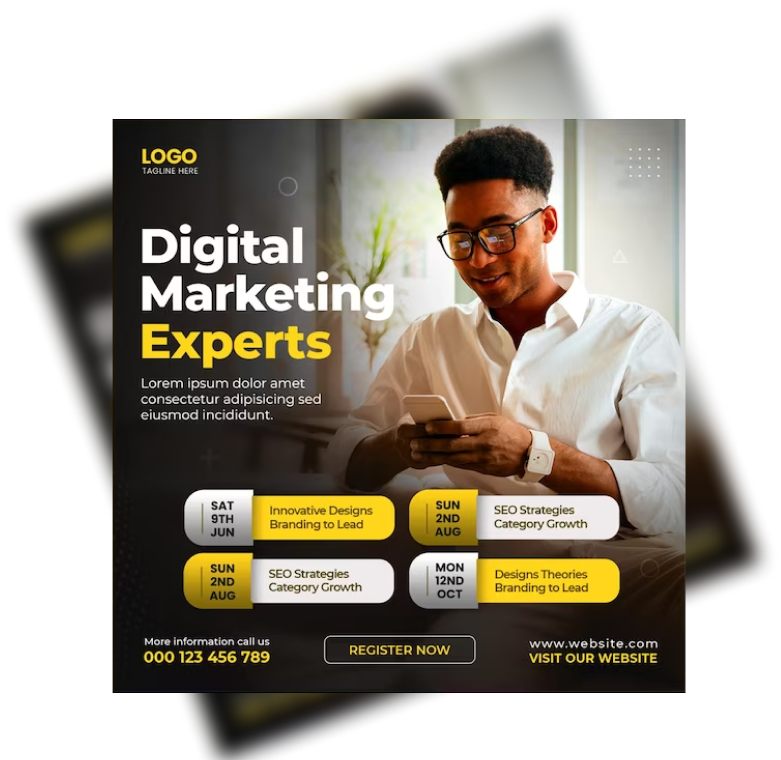 LOGO
TAGLINE HERE
Digital
Marketing
Experts
Lorem ipsum dolor amet
consectetur adipisicing sed
eiusmod incididunt.
SAT
9TH
JUN
Innovative Designs
Branding to Lead
SUN
2ND
AUG
SEO Strategies
Category Growth
SUN
2ND
AUG
SEO Strategies
Category Growth
MON
12ND
OCT
Designs Theories
Branding to Lead
More information call us
000 123 456 789
REGISTER NOW
www.website.com
VISIT OUR WEBSITE